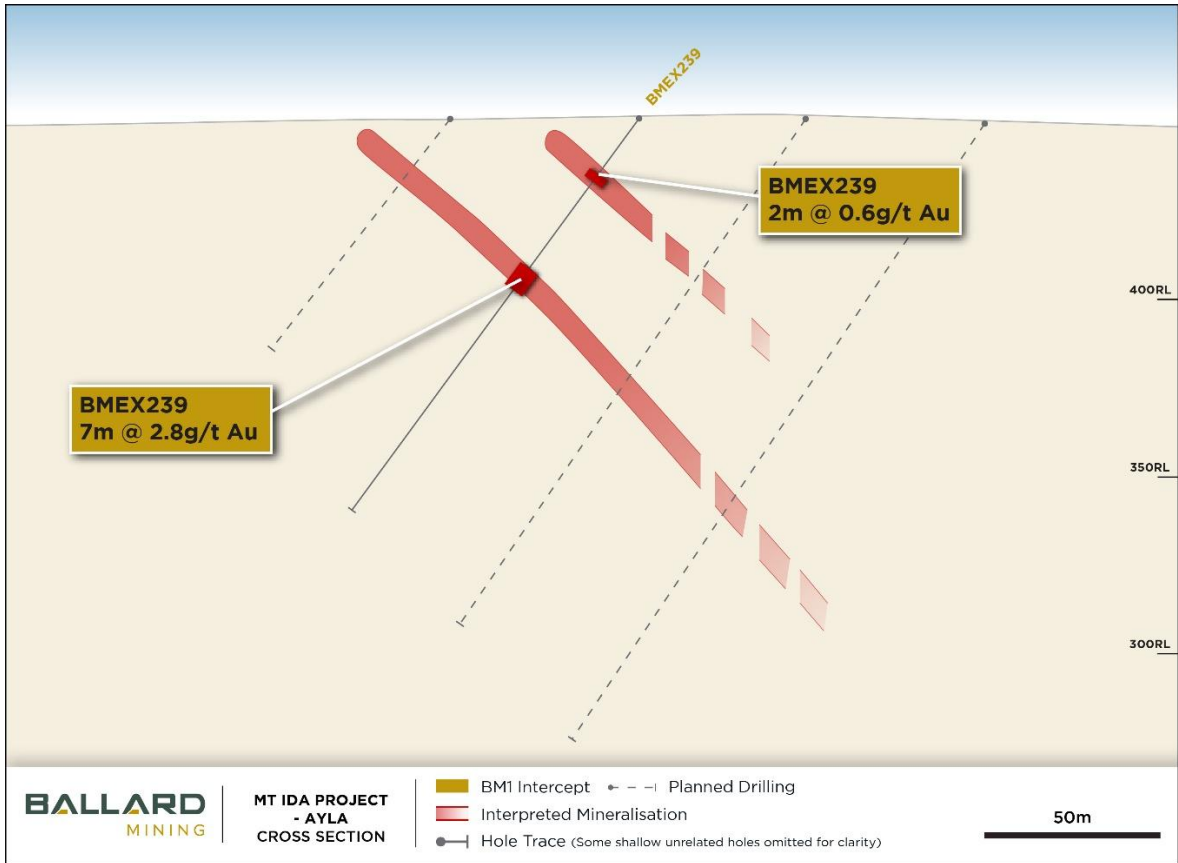 BMEX239
BMEX239
2m @ 0.6g/t Au
400RL
BMEX239
7m @ 2.8g/t Au
350RL
300RL
BALLARD
MINING
MT IDA PROJECT
- AYLA
CROSS SECTION
BM1 Intercept
Planned Drilling
Interpreted Mineralisation
Hole Trace (Some shallow unrelated holes omitted for clarity)
50m